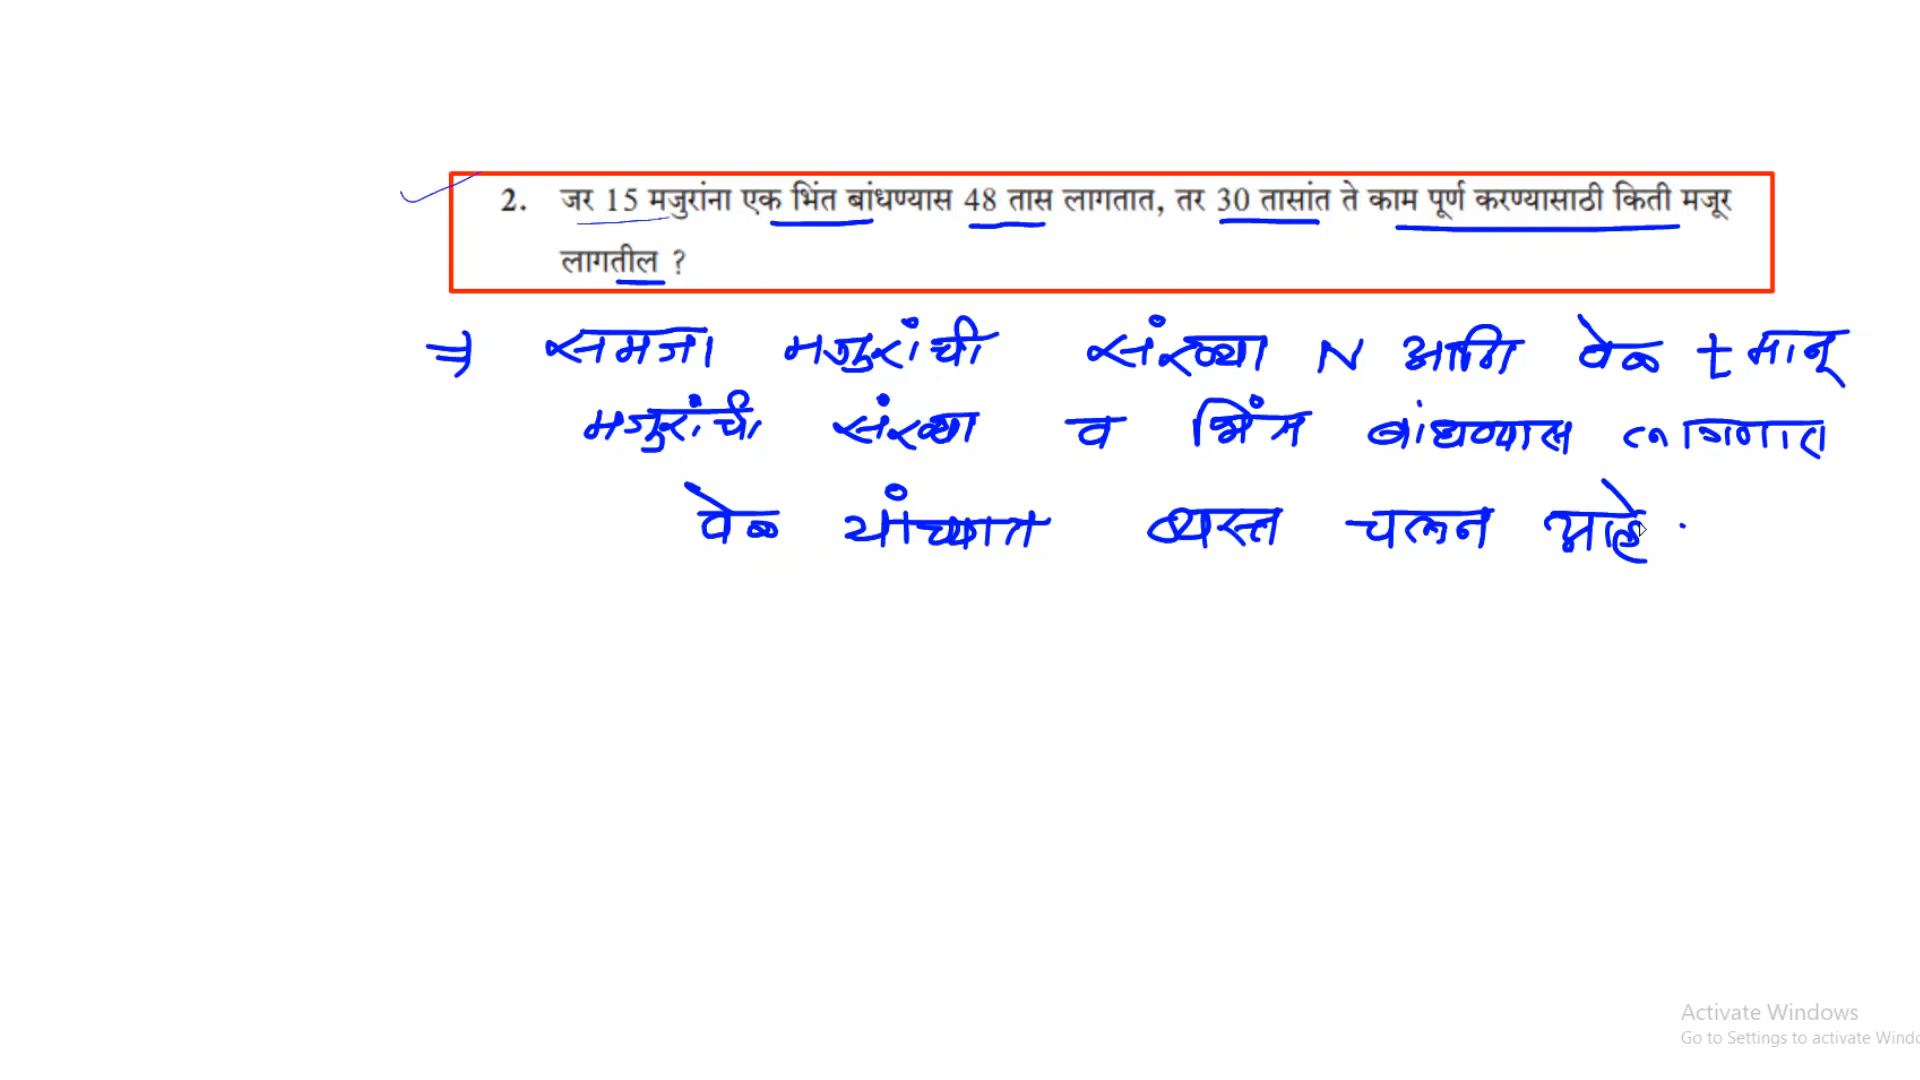 2. जर 15 मजुरांना एक भिंत बांधण्यास 48 तास लागतात, तर 30 तासांत ते काम पूर्ण करण्यासाठी किती मजूर
लागतील ?
⇒ समजा मजुरांची संख्या N आणि वेळ t मानू
मजुरांची संख्या व भिंत बांधण्यास लागणारा
वेळ यांच्यात व्यस्त चलन आहे.
Activate Windows
Go to Settings to activate Windo